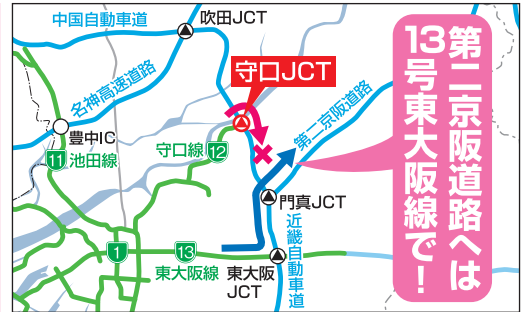 中国自動車道
吹田JCT
守口JCT
名神高速道路
豊中IC
11
池田線
守口線
12
第二京阪道路
門真JCT
1
13
東大阪線
東大阪
JCT
近畿自動車道
第二京阪道路へは
13号東大阪線で！